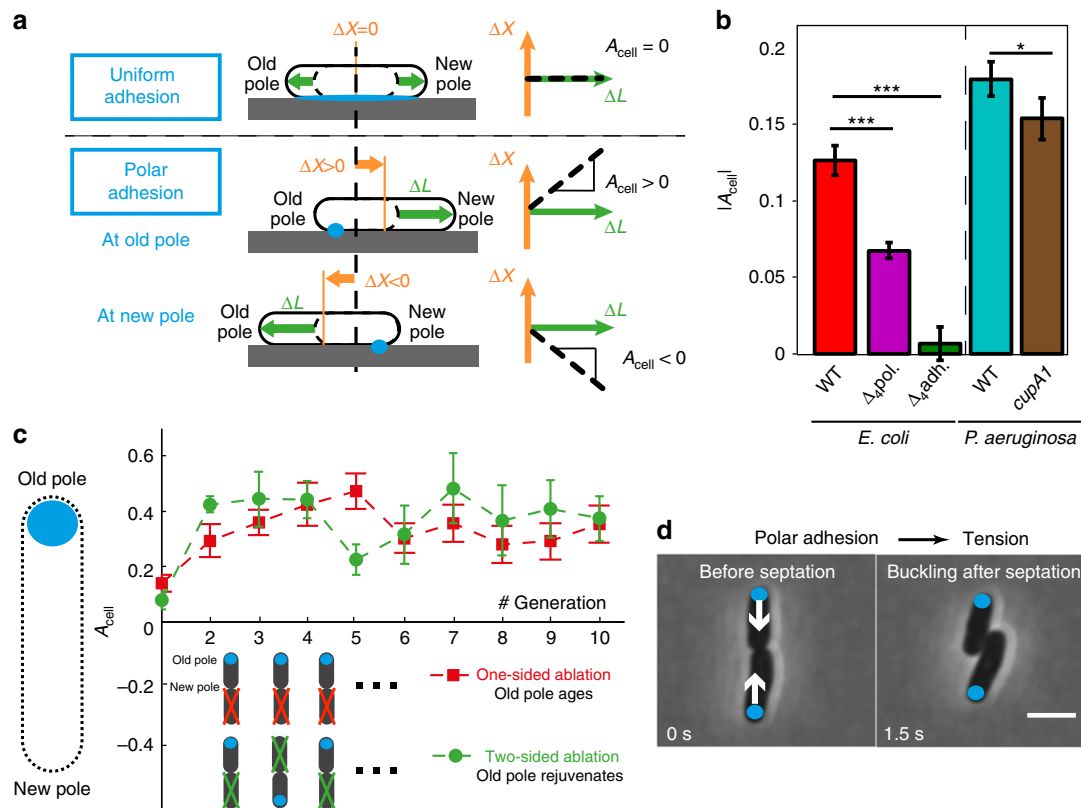 a
ΔX=0
Uniform adhesion
Old pole
New pole
ΔX
ΔL
A_cell = 0
Polar adhesion
At old pole
ΔX>0
ΔL
Old pole
New pole
ΔX
ΔL
A_cell > 0
At new pole
ΔX<0
ΔL
Old pole
New pole
ΔX
ΔL
A_cell < 0
b
|A_cell|
0.2
0.15
0.1
0.05
0
***
***
*
WT
Δ₄pol.
Δ₄adh.
WT
cupA1
E. coli
P. aeruginosa
c
Old pole
New pole
A_cell
0.6
0.4
0.2
0
−0.2
−0.4
# Generation
2 3 4 5 6 7 8 9 10
Old pole
New pole
One-sided ablation
Old pole ages
Two-sided ablation
Old pole rejuvenates
d
Polar adhesion
Tension
Before septation
0 s
Buckling after septation
1.5 s